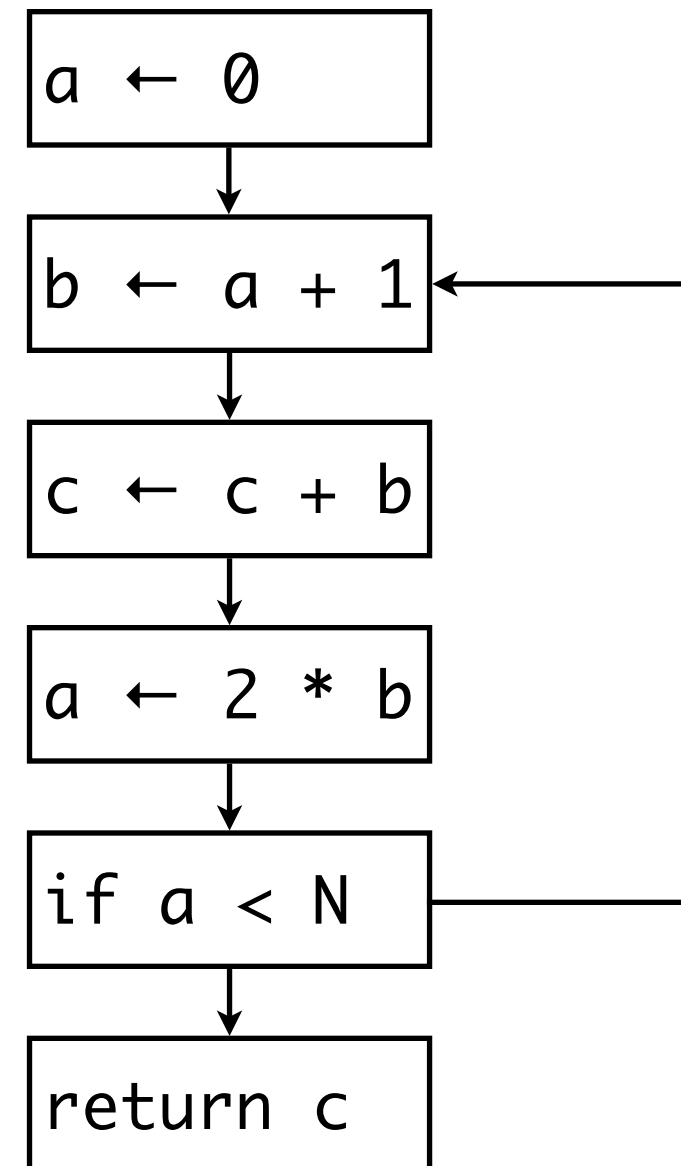 a ← 0
b ← a + 1
c ← c + b
a ← 2 * b
if a < N
return c